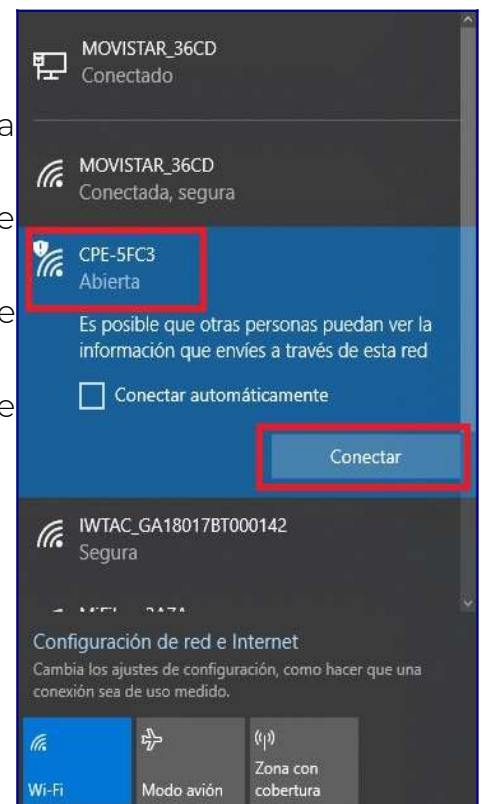 MOVISTAR_36CD
Conectado
a
MOVISTAR_36CD
Conectada, segura
e
CPE-5FC3
Abierta
e
Es posible que otras personas puedan ver la
información que envíes a través de esta red
Conectar automáticamente
e
Conectar
IWTAC_GA18017BT000142
Segura
Configuración de red e Internet
Cambia los ajustes de configuración, como hacer que una
conexión sea de uso medido.
Wi-Fi
Modo avión
Zona con
cobertura